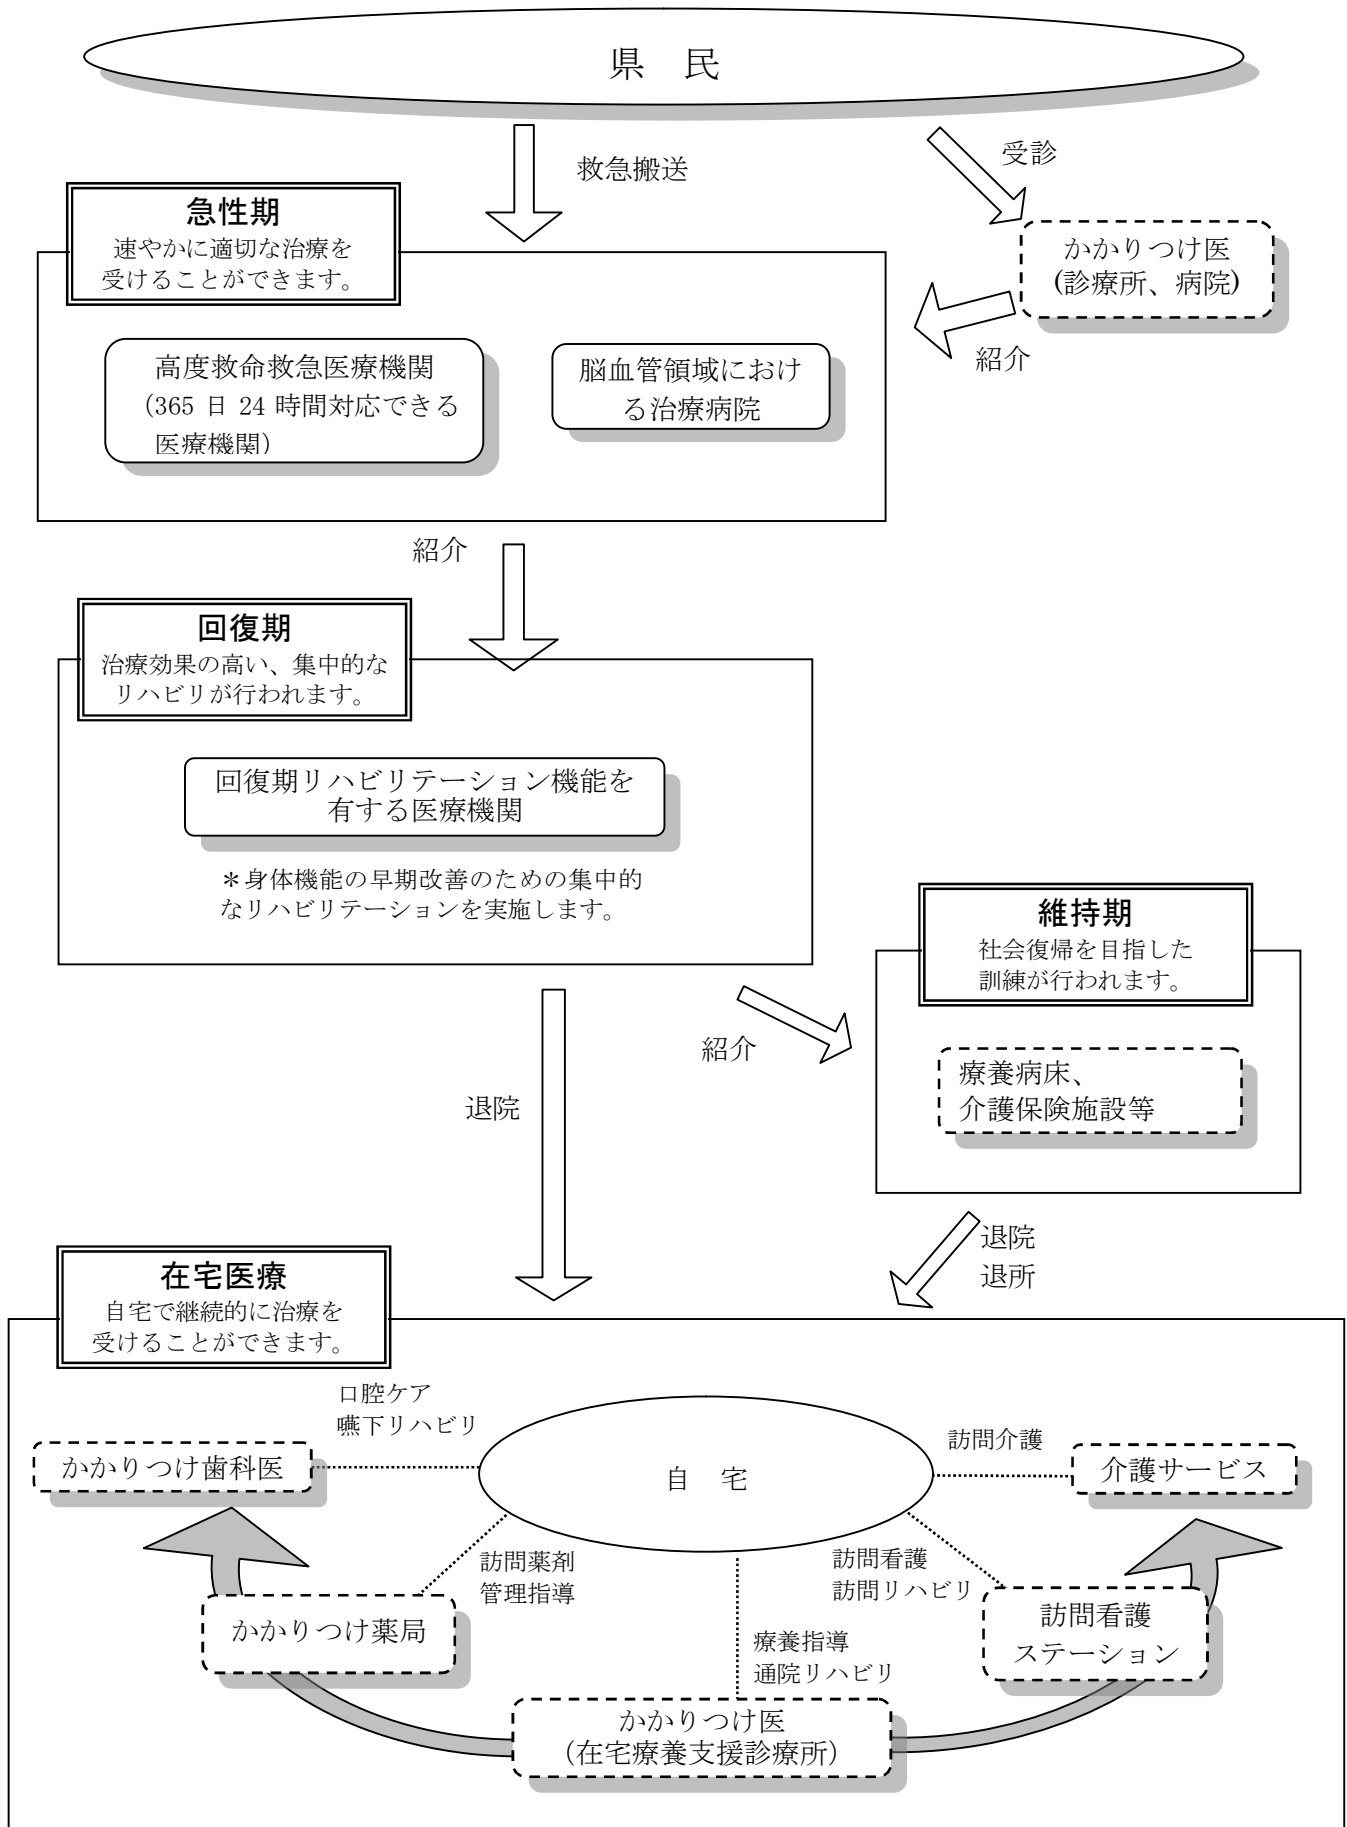 県　民
救急搬送
受診
急性期
速やかに適切な治療を
受けることができます。
かかりつけ医
(診療所、病院)
紹介
高度救命救急医療機関
（365 日 24 時間対応できる
医療機関）
脳血管領域におけ
る治療病院
紹介
回復期
治療効果の高い、集中的な
リハビリが行われます。
回復期リハビリテーション機能を
有する医療機関
＊身体機能の早期改善のための集中的
なリハビリテーションを実施します。
維持期
社会復帰を目指した
訓練が行われます。
紹介
療養病床、
介護保険施設等
退院
退院
退所
在宅医療
自宅で継続的に治療を
受けることができます。
口腔ケア
嚥下リハビリ
かかりつけ歯科医
自　宅
訪問介護
介護サービス
訪問薬剤
管理指導
訪問看護
訪問リハビリ
かかりつけ薬局
療養指導
通院リハビリ
訪問看護
ステーション
かかりつけ医
（在宅療養支援診療所）